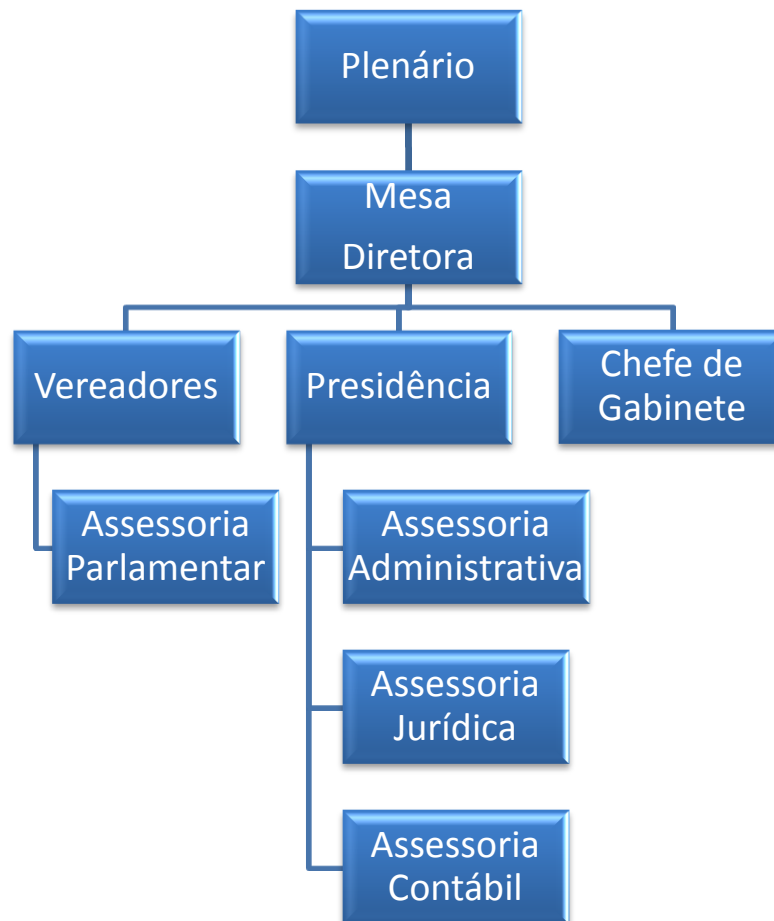 Plenário
Mesa
Diretora
Vereadores
Presidência
Chefe de
Gabinete
Assessoria
Parlamentar
Assessoria
Administrativa
Assessoria
Jurídica
Assessoria
Contábil